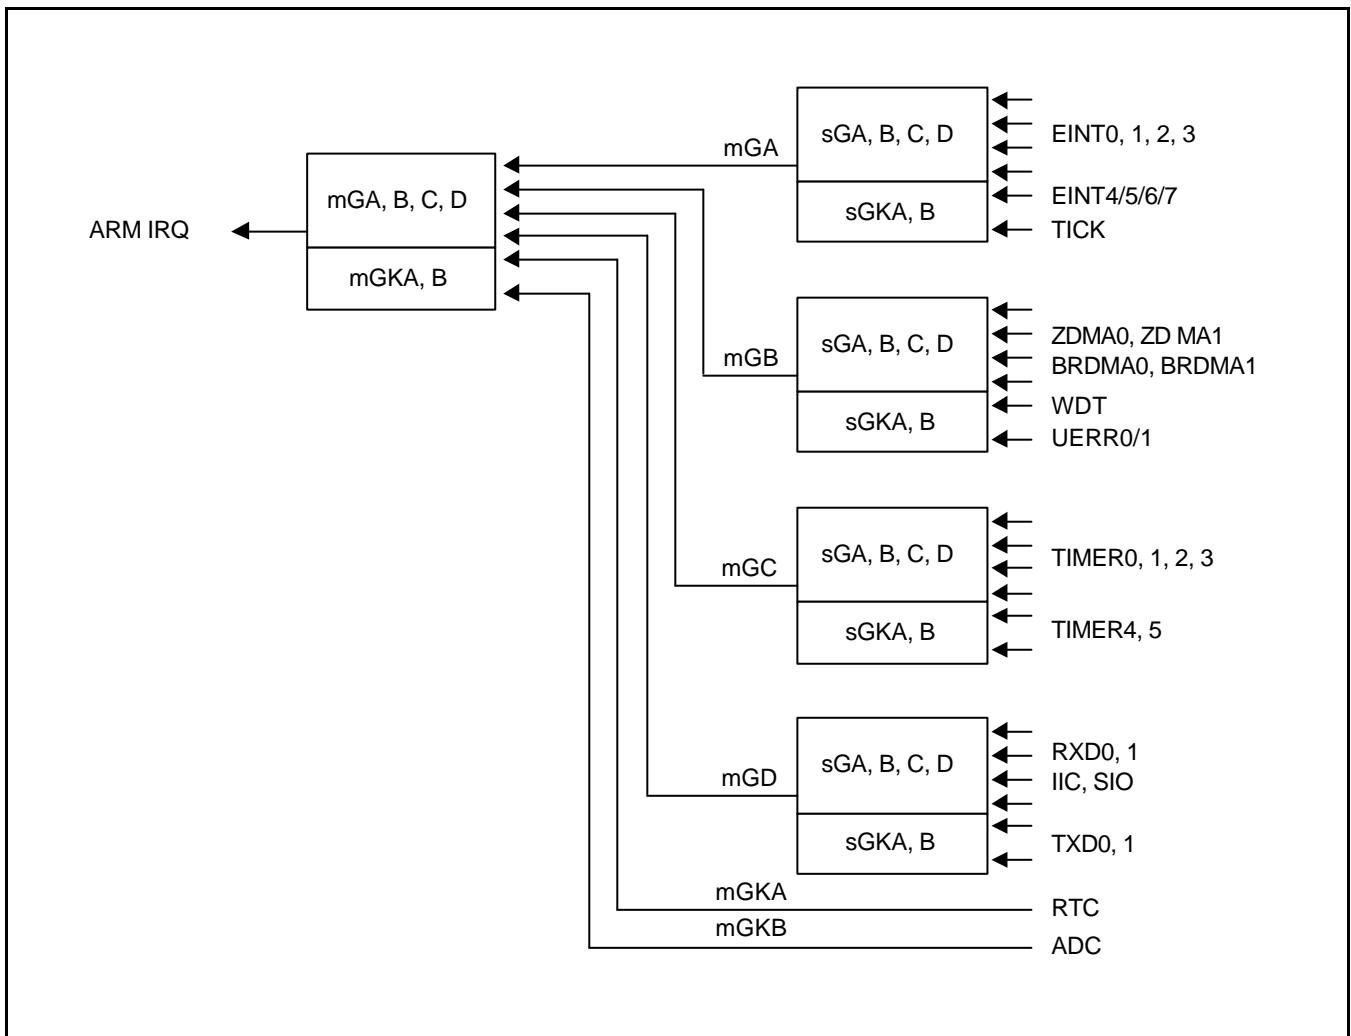 mGA
sGA, B, C, D
EINT0, 1, 2, 3
sGKA, B
EINT4/5/6/7
TICK
ARM IRQ
mGA, B, C, D
mGKA, B
mGB
sGA, B, C, D
ZDMA0, ZD MA1
BRDMA0, BRDMA1
sGKA, B
WDT
UERR0/1
mGC
sGA, B, C, D
TIMER0, 1, 2, 3
sGKA, B
TIMER4, 5
mGD
sGA, B, C, D
RXD0, 1
IIC, SIO
sGKA, B
TXD0, 1
mGKA
RTC
mGKB
ADC